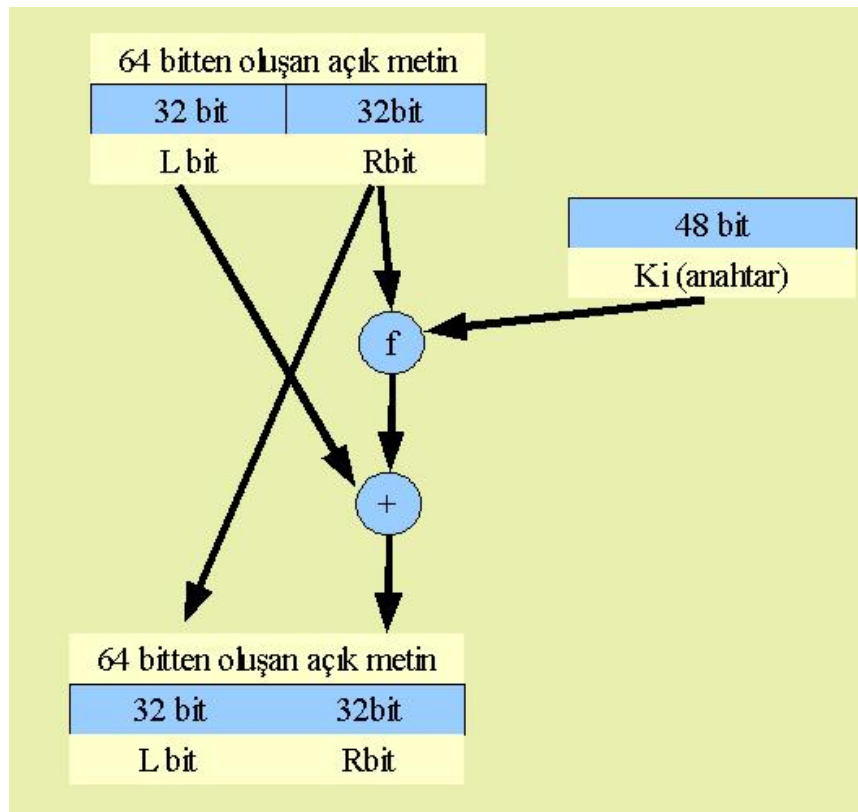 64 bitten oluşan açık metin
32 bit 32bit
L bit Rbit
48 bit
Ki (anahtar)
f
+
64 bitten oluşan açık metin
32 bit 32bit
L bit Rbit